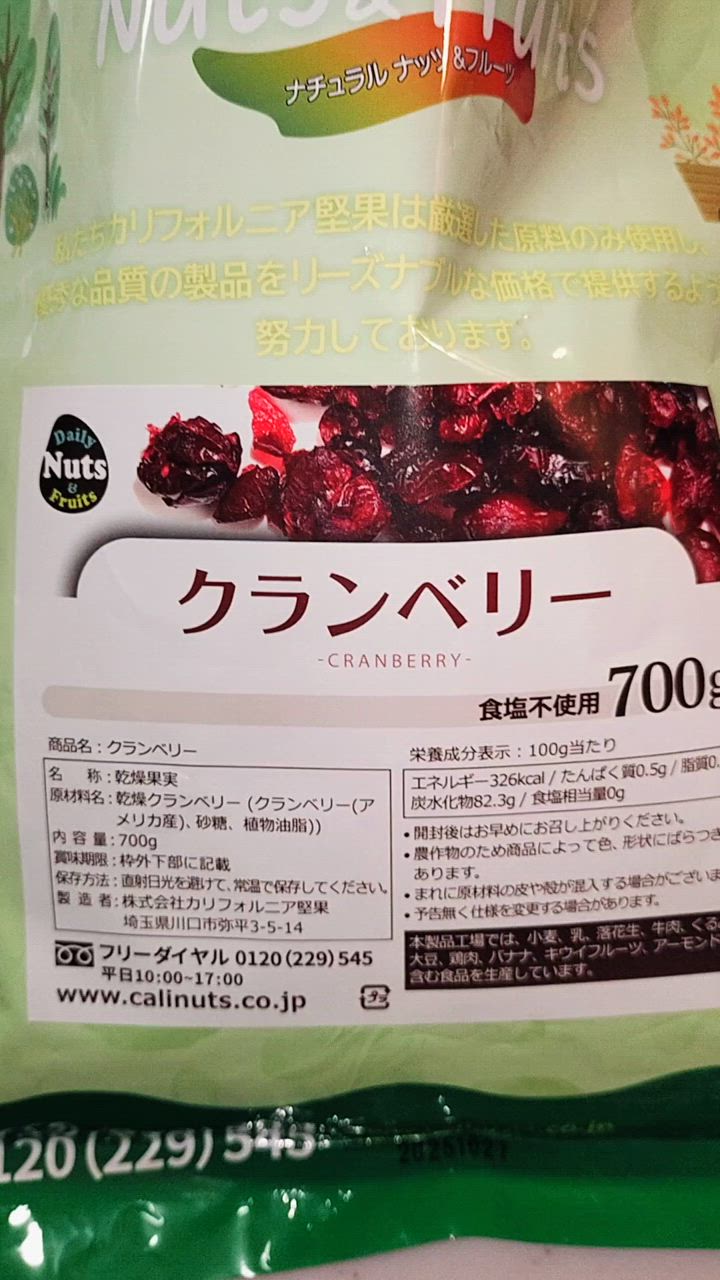 Nuts & Fruits
ナチュラル ナッツ &フルーツ
私たちカリフォルニア堅果は厳選した原料のみ使用し、
な品質の製品をリーズナブルな価格で提供するよう
努力しております。
Daily
Nuts
&
Fruits
クランベリー
-CRANBERRY-
食塩不使用 700g
商品名：クランベリー
名 称：乾燥果実
原材料名：乾燥クランベリー (クランベリー(ア
メリカ産)、砂糖、植物油脂))
内 容 量：700g
賞味期限：枠外下部に記載
保存方法：直射日光を避けて、常温で保存してください。
製 造 者：株式会社カリフォルニア堅果
埼玉県川口市弥平3-5-14
フリーダイヤル 0120(229)545
平日10:00~17:00
www.calinuts.co.jp
栄養成分表示：100g当たり
エネルギー326kcal / たんぱく質0.5g / 脂質0.
炭水化物82.3g / 食塩相当量0g
•開封後はお早めにお召し上がりください。
•農作物のため商品によって色、形状にばらつき
あります。
•まれに原材料の皮や殻が混入する場合がございま
•予告無く仕様を変更する場合があります。
本製品工場では、小麦、乳、落花生、牛肉、くる
大豆、鶏肉、バナナ、キウイフルーツ、アーモンド
含む食品を生産しています。
120(229)545